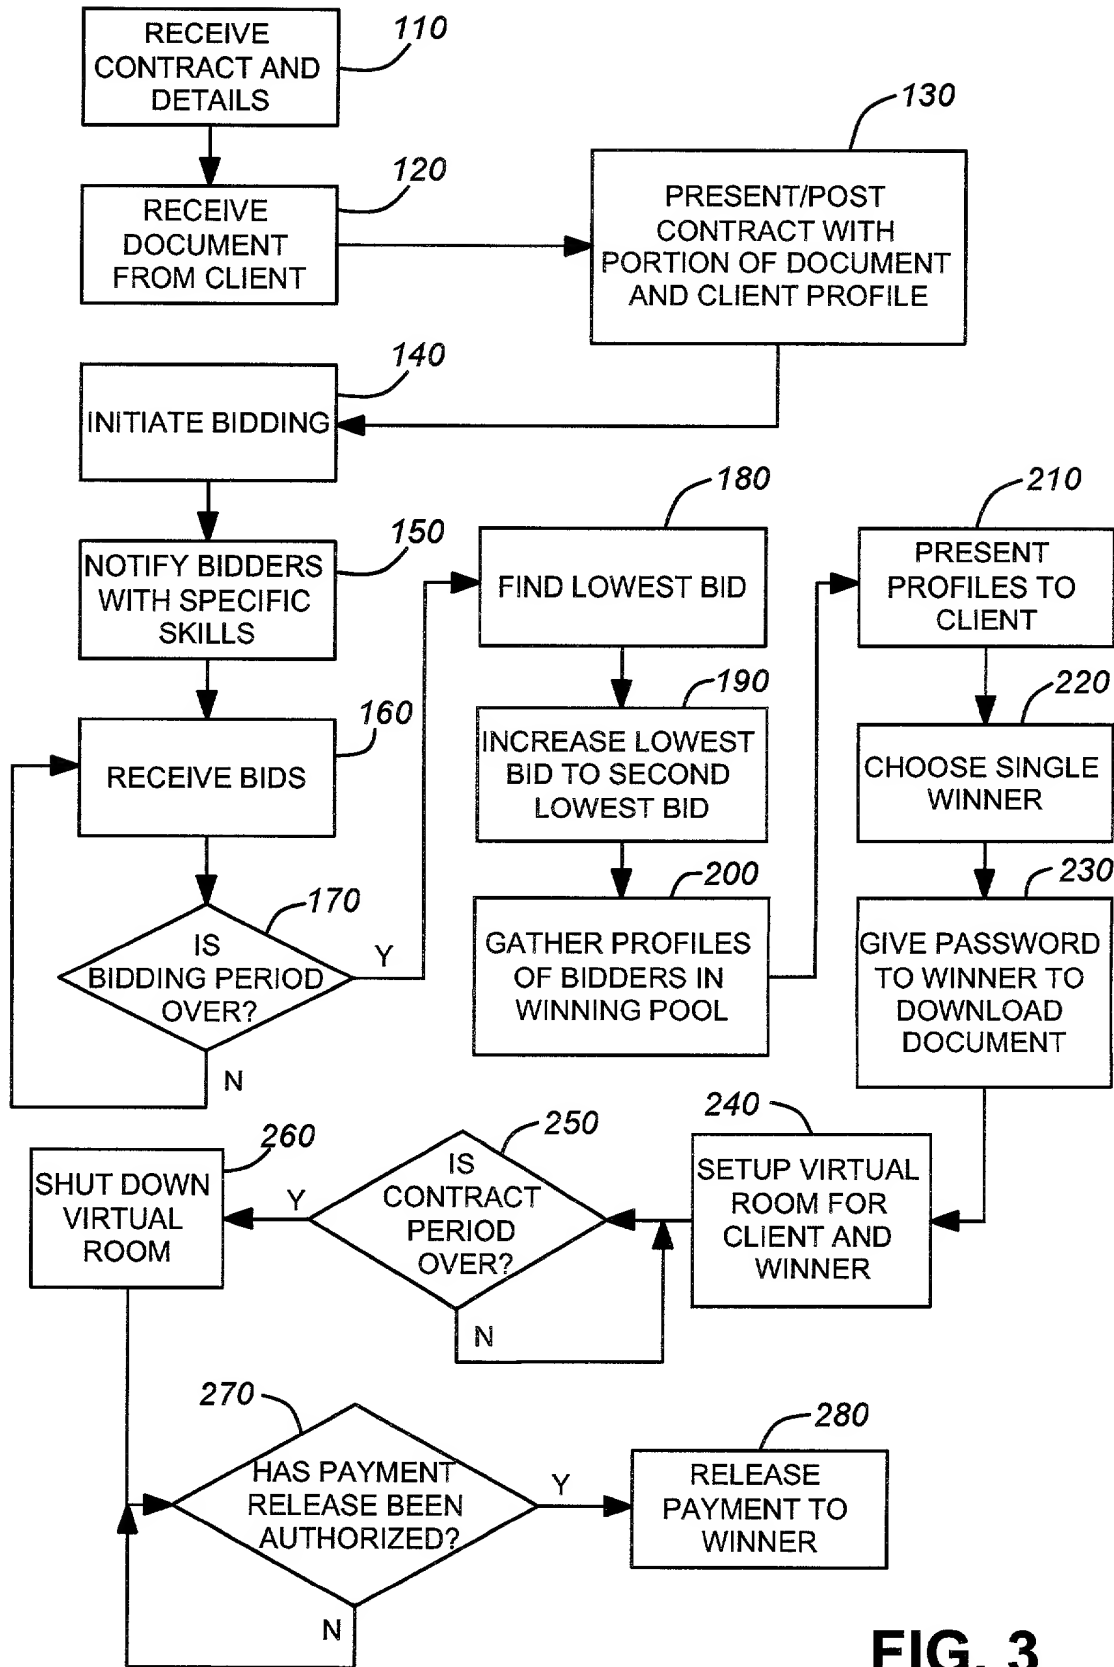 RECEIVE
CONTRACT AND
DETAILS
110
RECEIVE
DOCUMENT
FROM CLIENT
120
PRESENT/POST
CONTRACT WITH
PORTION OF DOCUMENT
AND CLIENT PROFILE
130
INITIATE BIDDING
140
NOTIFY BIDDERS
WITH SPECIFIC
SKILLS
150
RECEIVE BIDS
160
IS
BIDDING PERIOD
OVER?
170
Y
N
FIND LOWEST BID
180
INCREASE LOWEST
BID TO SECOND
LOWEST BID
190
GATHER PROFILES
OF BIDDERS IN
WINNING POOL
200
PRESENT
PROFILES TO
CLIENT
210
CHOOSE SINGLE
WINNER
220
GIVE PASSWORD
TO WINNER TO
DOWNLOAD
DOCUMENT
230
SETUP VIRTUAL
ROOM FOR
CLIENT AND
WINNER
240
IS
CONTRACT
PERIOD
OVER?
250
Y
N
SHUT DOWN
VIRTUAL
ROOM
260
HAS PAYMENT
RELEASE BEEN
AUTHORIZED?
270
Y
N
RELEASE
PAYMENT TO
WINNER
280
FIG. 3